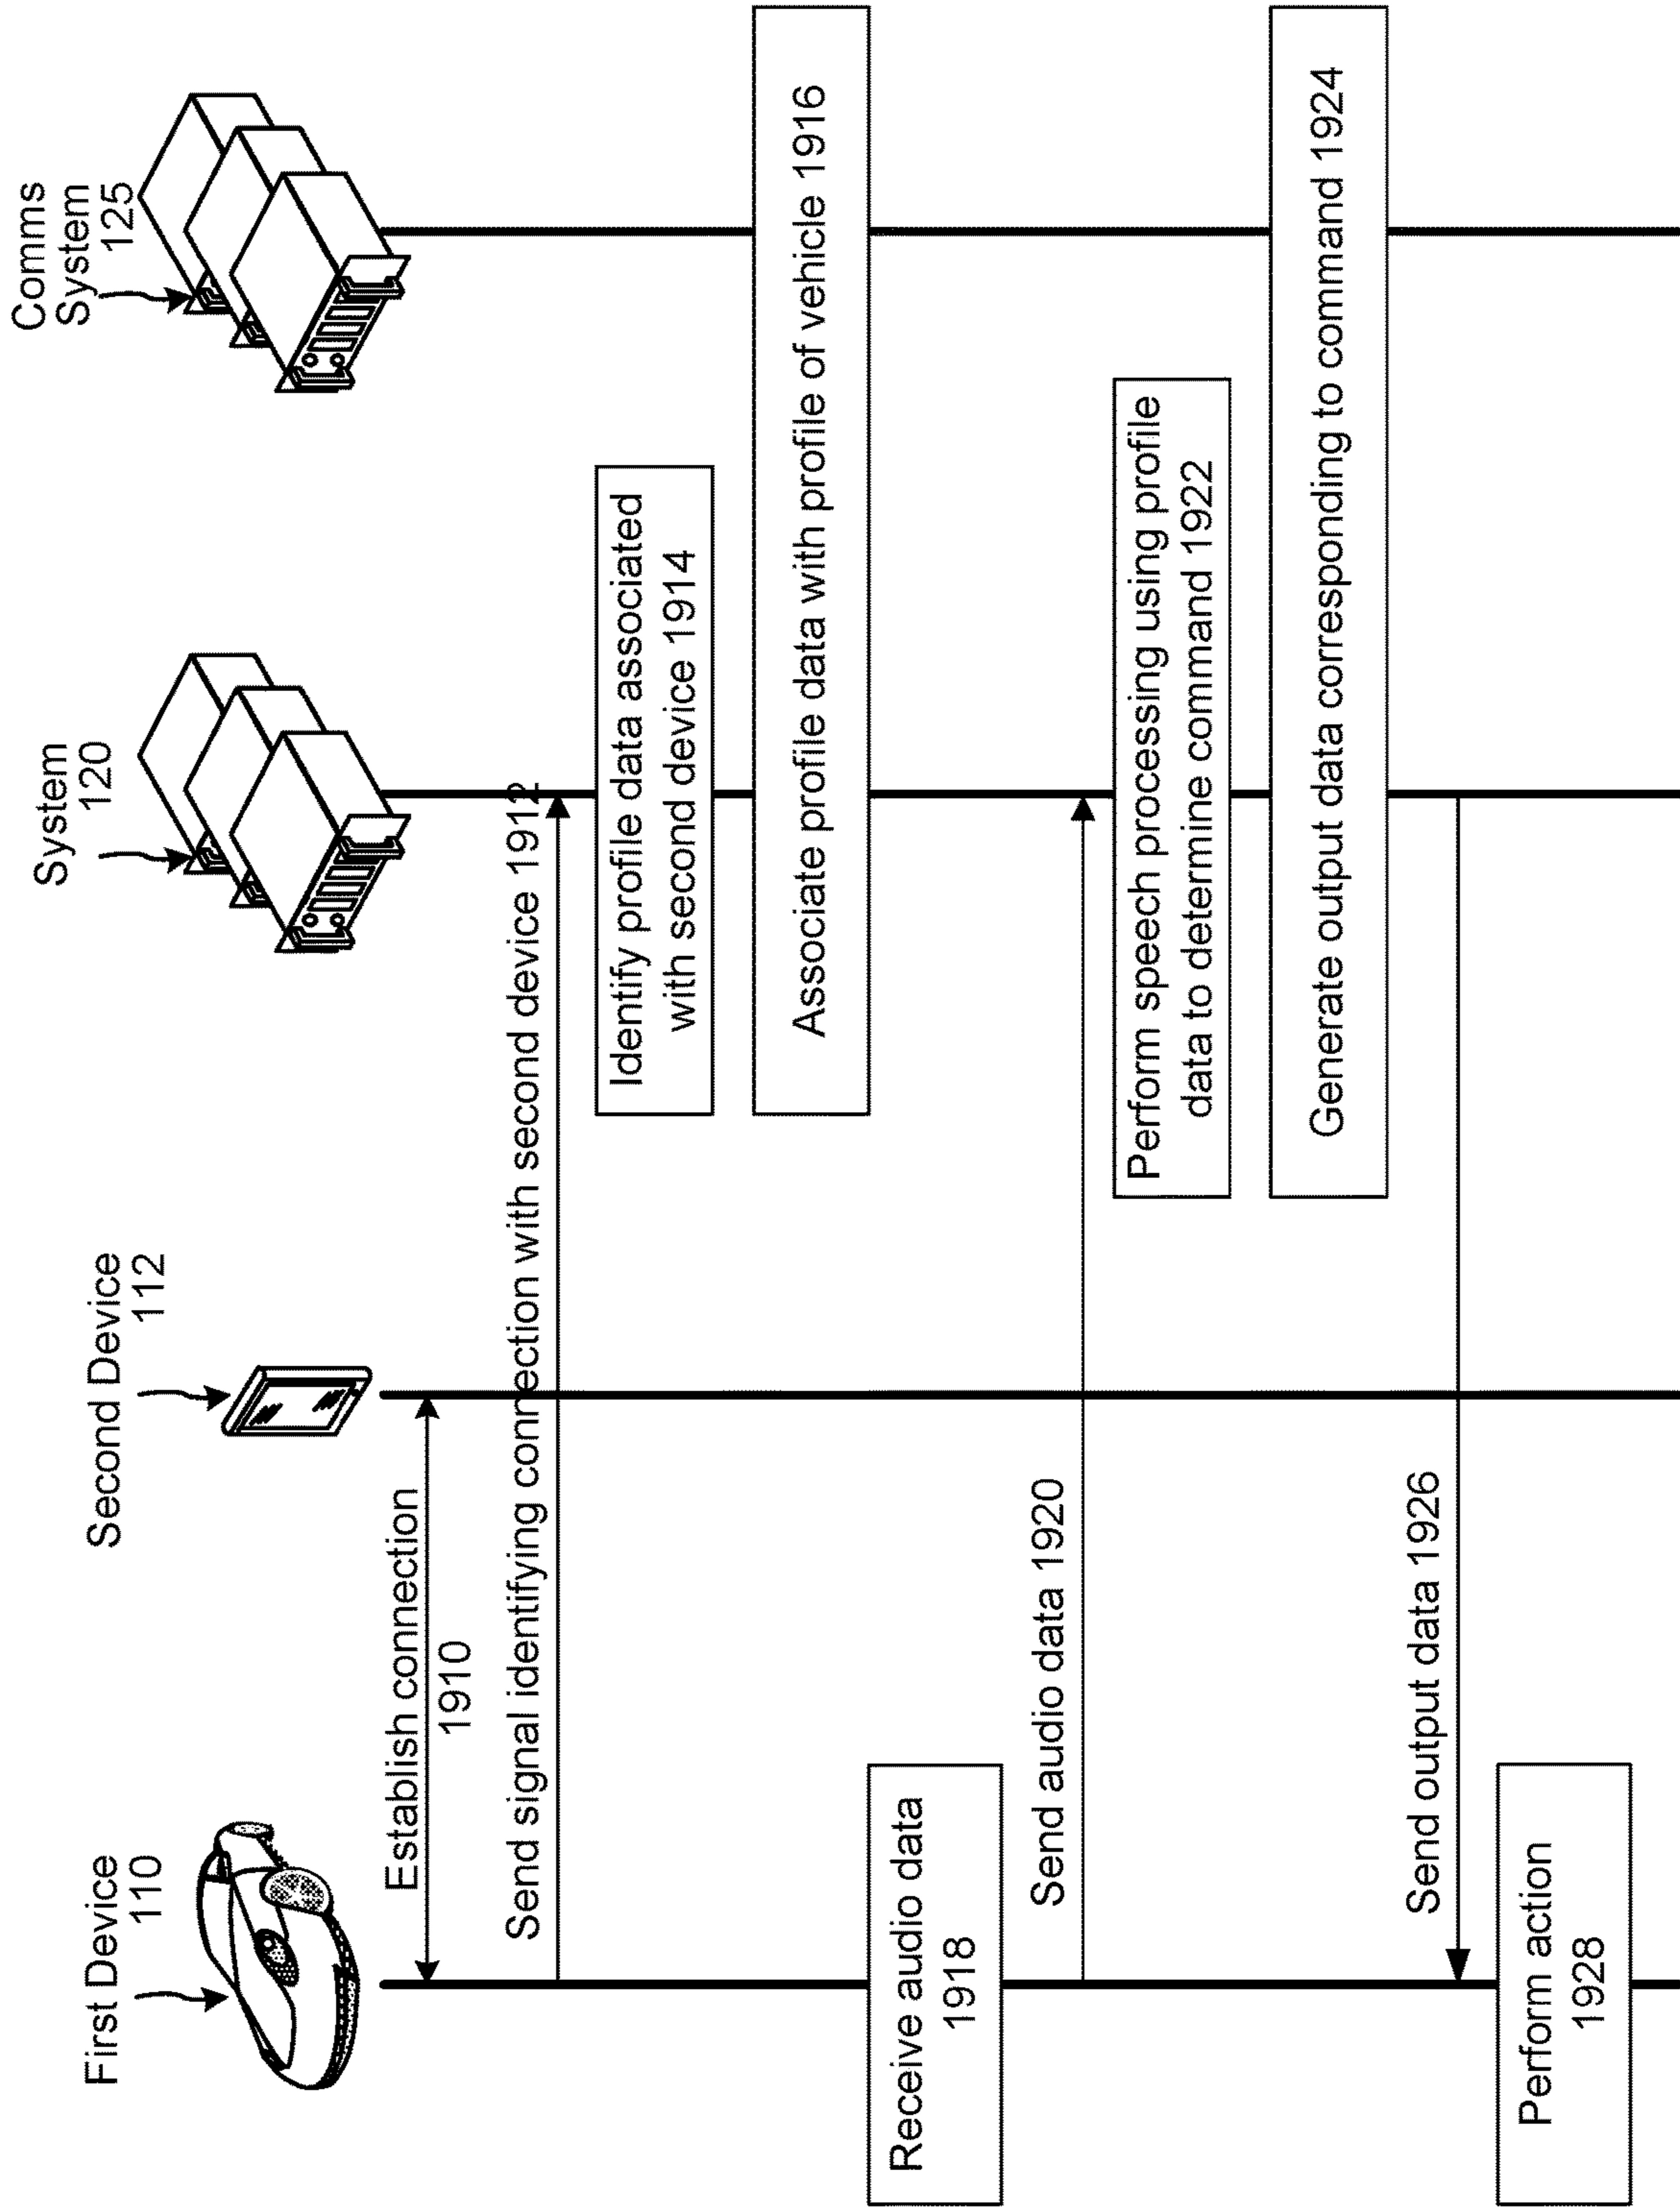 First Device
110
Second Device
112
System
120
Comms
System
125
Establish connection
1910
Send signal identifying connection with second device 1912
Identify profile data associated
with second device 1914
Associate profile data with profile of vehicle 1916
Receive audio data
1918
Send audio data 1920
Perform speech processing using profile
data to determine command 1922
Generate output data corresponding to command 1924
Send output data 1926
Perform action
1928